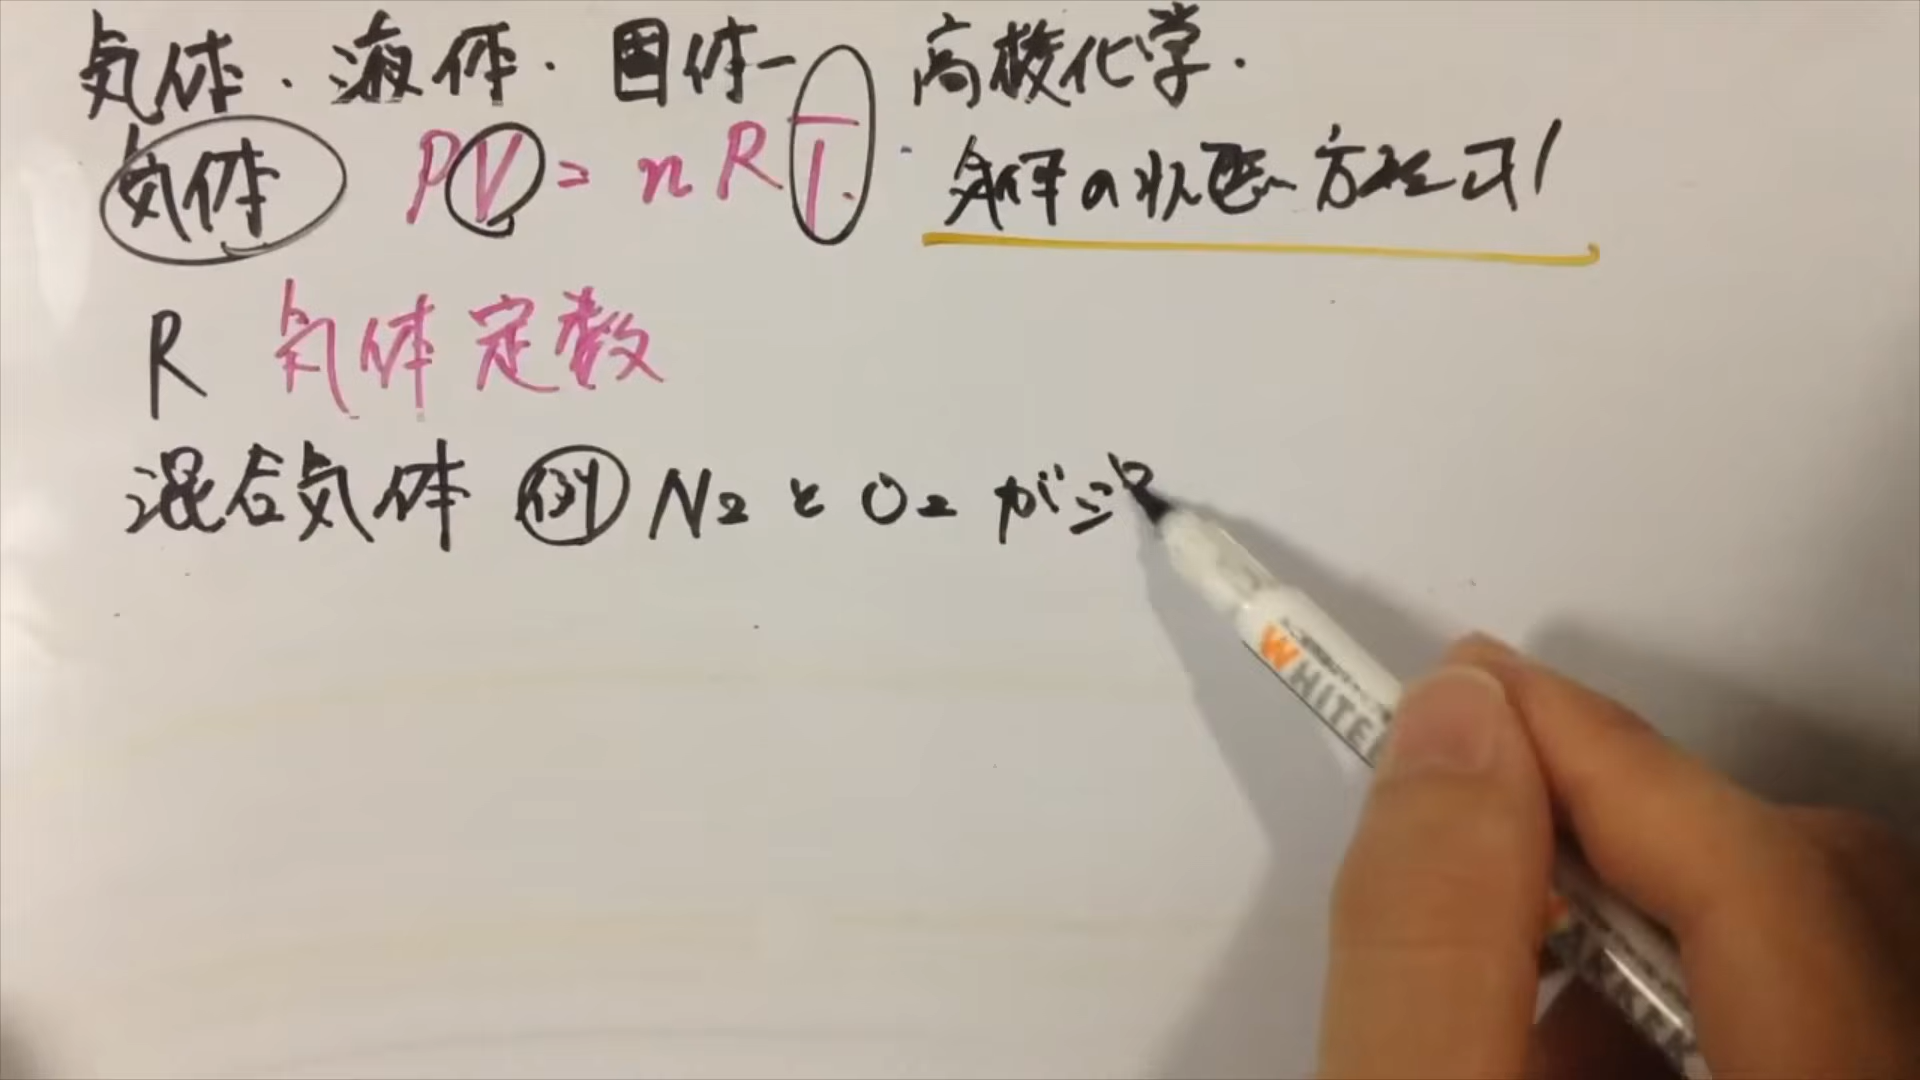 気体・液体・固体ー 高校化学.
気体 PV = nRT. 気体の状態方程式!
R 気体定数
混合気体 例 N2 と O2 が
WHITE